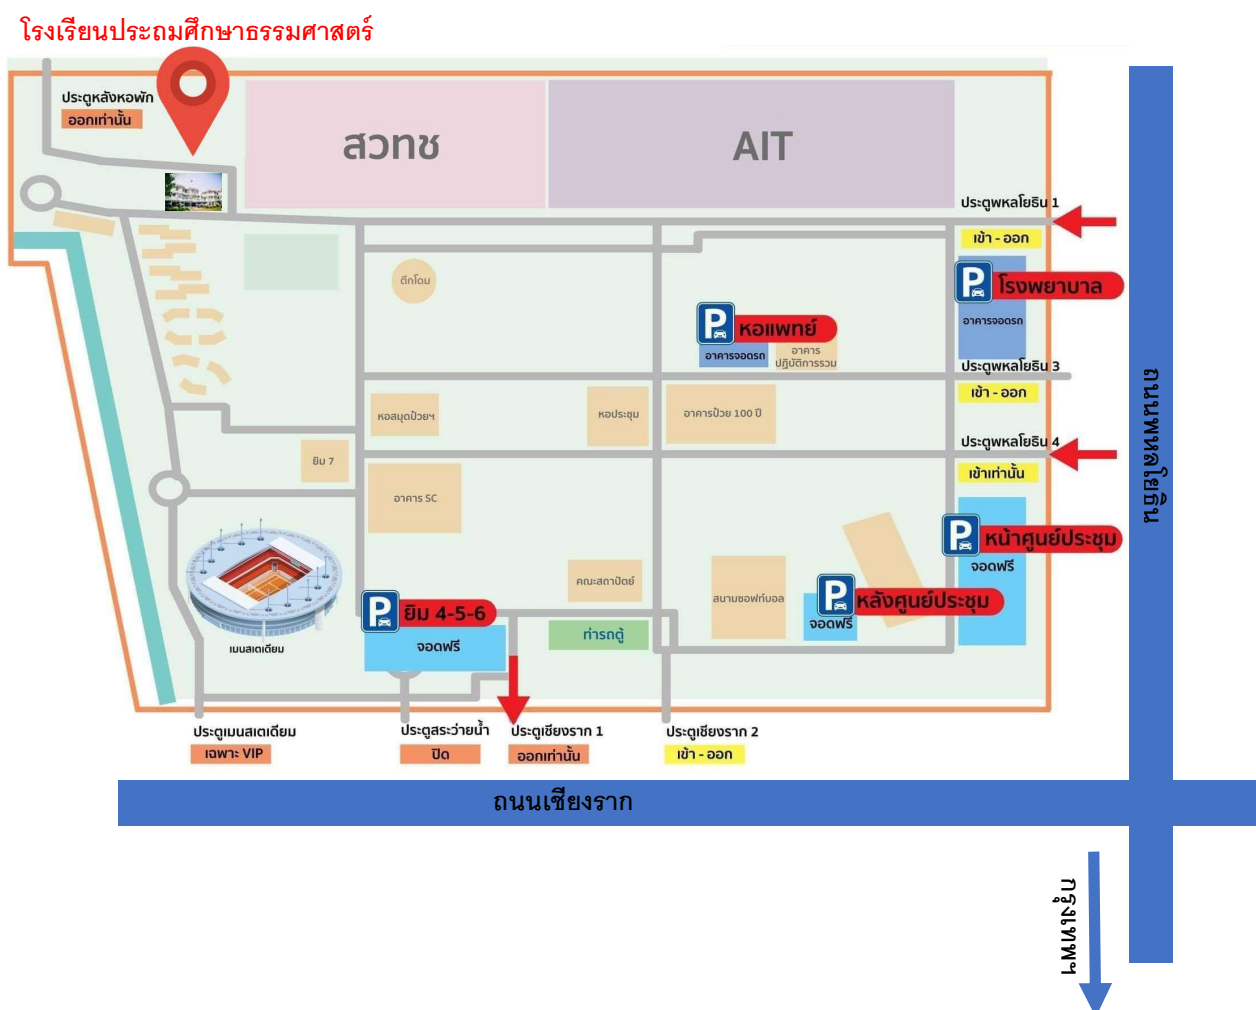 โรงเรียนประถมศึกษาธรรมศาสตร์
ประตูหลังหอพัก
ออกเท่านั้น
สวทช
AIT
ประตูพหลโยธิน 1
เข้า - ออก
P โรงพยาบาล
อาคารจอดรถ
ตึกโดม
P หอแพทย์
อาคารจอดรถ
อาคาร
ปฏิบัติการรวม
ประตูพหลโยธิน 3
เข้า - ออก
หอสมุดป๋วยฯ
หอประชุม
อาคารป๋วย 100 ปี
ประตูพหลโยธิน 4
เข้าเท่านั้น
ยิม 7
อาคาร SC
P หน้าศูนย์ประชุม
จอดฟรี
คณะสถาปัตย์
สนามซอฟท์บอล
P หลังศูนย์ประชุม
จอดฟรี
P ยิม 4-5-6
จอดฟรี
ท่ารถตู้
เมนสเตเดียม
ประตูเมนสเตเดียม
เฉพาะ VIP
ประตูสระว่ายน้ำ
ปิด
ประตูเชียงราก 1
ออกเท่านั้น
ประตูเชียงราก 2
เข้า - ออก
ถนนพหลโยธิน
ถนนเชียงราก
กรุงเทพฯ